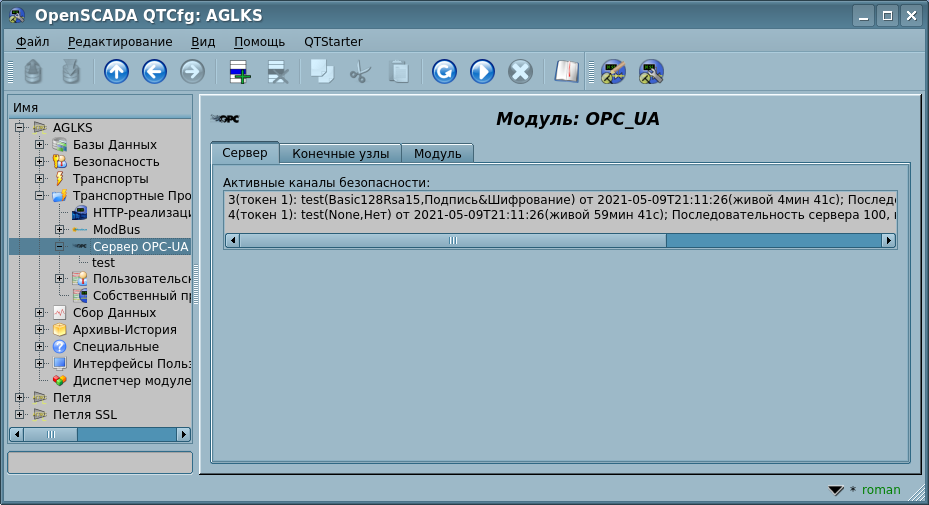 OpenSCADA QTCfg: AGLKS
Файл Редактирование Вид Помощь QTStarter
Имя
AGLKS
Базы Данных
Безопасность
Транспорты
Транспортные Про
HTTP-реализаци
ModBus
Сервер OPC-UA
test
Пользовательск
Собственный пр
Сбор Данных
Архивы-История
Специальные
Интерфейсы Поль
Диспетчер модуле
Петля
Петля SSL
OPC
Модуль: OPC_UA
Сервер Конечные узлы Модуль
Активные каналы безопасности:
3(токен 1): test(Basic128Rsa15,Подпись&Шифрование) от 2021-05-09T21:11:26(живой 4мин 41с); Послед
4(токен 1): test(None,Нет) от 2021-05-09T21:11:26(живой 59мин 41с); Последовательность сервера 100,
* roman